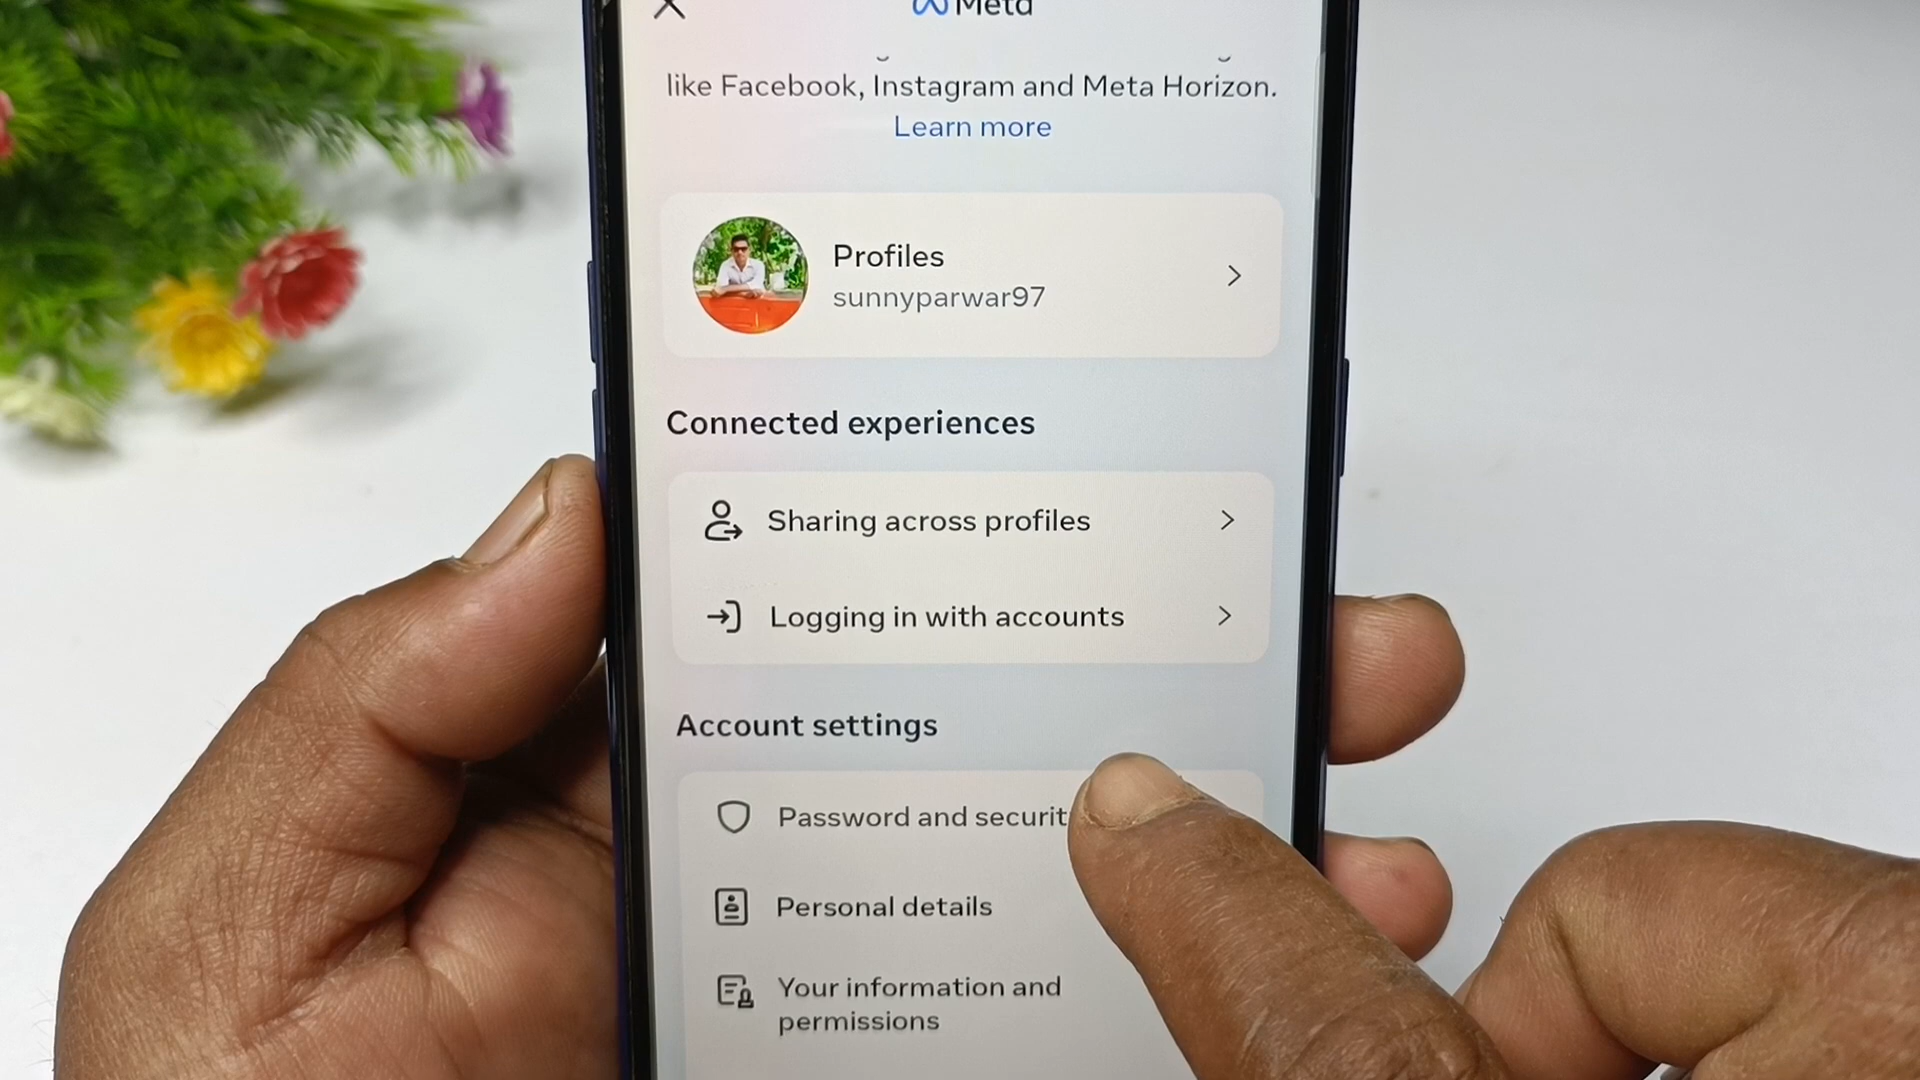 Meta
like Facebook, Instagram and Meta Horizon.
Learn more
Profiles
sunnyparwar97
Connected experiences
Sharing across profiles
Logging in with accounts
Account settings
Password and securit
Personal details
Your information and
permissions